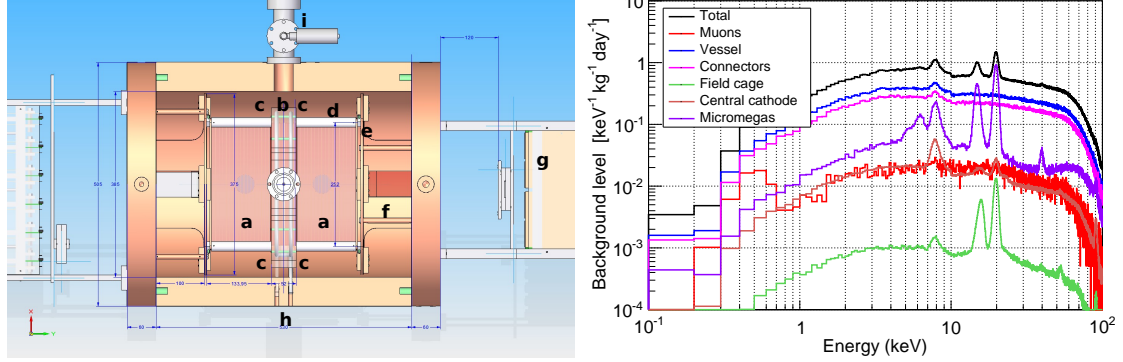 i
120
c b c
d
e
g
505
385
375
232
a a
f
c c
100
133,95
52
h
60
60
X
Y
Total
Muons
Vessel
Connectors
Field cage
Central cathode
Micromegas
Background level [keV⁻¹ kg⁻¹ day⁻¹]
10
1
10⁻¹
10⁻²
10⁻³
10⁻⁴
10⁻¹ 1 10 10²
Energy (keV)